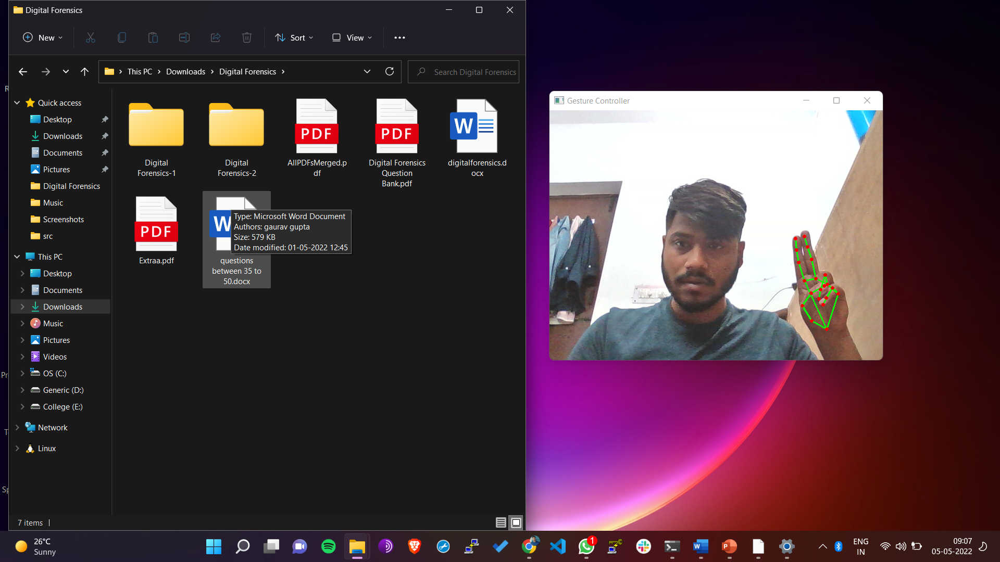 Digital Forensics
New
Sort
View
This PC
Downloads
Digital Forensics
Search Digital Forensics
Quick access
Desktop
Downloads
Documents
Pictures
Digital Forensics
Music
Screenshots
src
This PC
Desktop
Documents
Downloads
Music
Pictures
Videos
OS (C:)
Generic (D:)
College (E:)
Network
Linux
Digital
Forensics-1
Digital
Forensics-2
PDF
AllPDFsMerged.p
df
PDF
Digital Forensics
Question
Bank.pdf
W
digitalforensics.d
ocx
PDF
Extraa.pdf
W
Type: Microsoft Word Document
Authors: gaurav gupta
Size: 579 KB
Date modified: 01-05-2022 12:45
questions
between 35 to
50.docx
7 items
Gesture Controller
R
Pr
T
Sp
26°C
Sunny
1
W
P
ENG
IN
09:07
05-05-2022